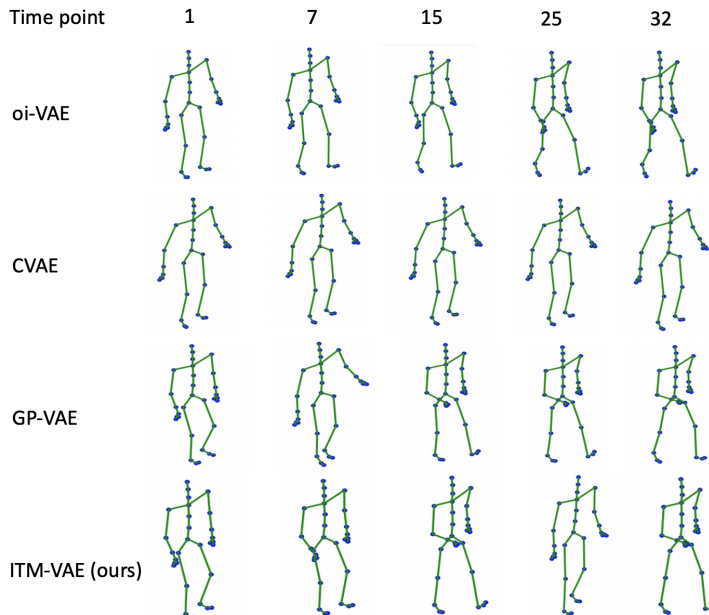 Time point 1 7 15 25 32
oi-VAE
CVAE
GP-VAE
ITM-VAE (ours)